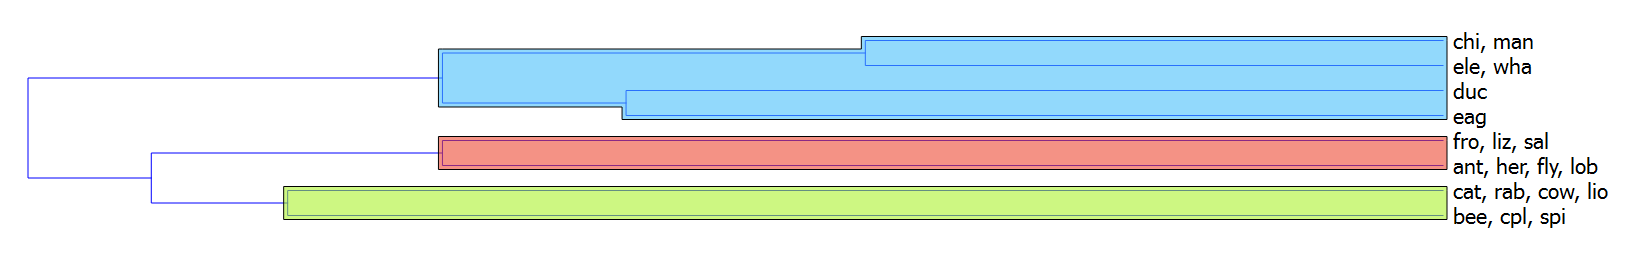 chi, man
ele, wha
duc
eag
fro, liz, sal
ant, her, fly, lob
cat, rab, cow, lio
bee, cpl, spi